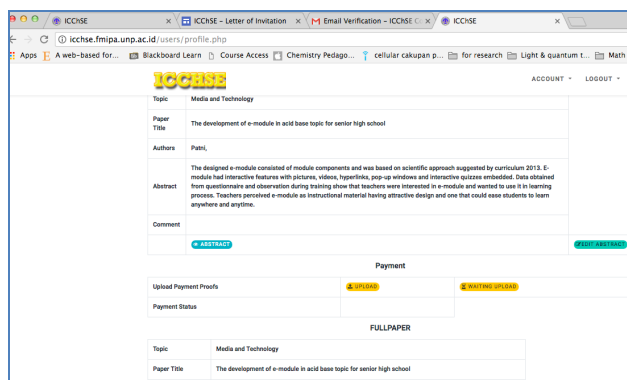 ICChSE
ICChSE – Letter of Invitation
Email Verification – ICChSE Co
ICChSE
icchse.fmipa.unp.ac.id/users/profile.php
Apps
A web-based for...
Blackboard Learn
Course Access
Chemistry Pedago...
cellular cakupan p...
for research
Light & quantum t...
Math
ICCHSE
ACCOUNT
LOGOUT
Topic
Media and Technology
Paper Title
The development of e-module in acid base topic for senior high school
Authors
Patni,
Abstract
The designed e-module consisted of module components and was based on scientific approach suggested by curriculum 2013. E-
module had interactive features with pictures, videos, hyperlinks, pop-up windows and interactive quizzes embedded. Data obtained
from questionnaire and observation during training show that teachers were interested in e-module and wanted to use it in learning
process. Teachers perceived e-module as instructional material having attractive design and one that could ease students to learn
anywhere and anytime.
Comment
ABSTRACT
EDIT ABSTRACT
Payment
Upload Payment Proofs
UPLOAD
WAITING UPLOAD
Payment Status
FULLPAPER
Topic
Media and Technology
Paper Title
The development of e-module in acid base topic for senior high school